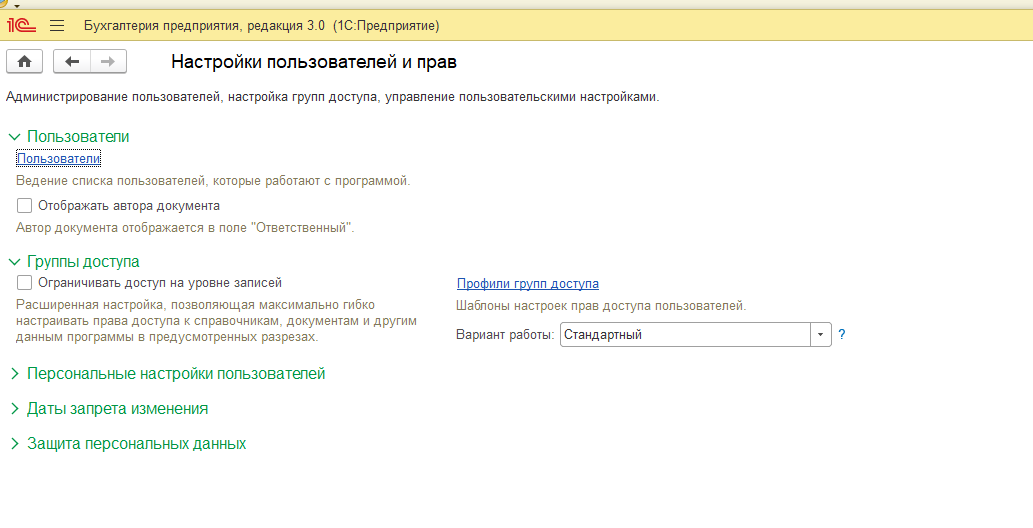 1С Бухгалтерия предприятия, редакция 3.0 (1С:Предприятие)
Настройки пользователей и прав
Администрирование пользователей, настройка групп доступа, управление пользовательскими настройками.
Пользователи
Пользователи
Ведение списка пользователей, которые работают с программой.
Отображать автора документа
Автор документа отображается в поле "Ответственный".
Группы доступа
Ограничивать доступ на уровне записей
Расширенная настройка, позволяющая максимально гибко
настраивать права доступа к справочникам, документам и другим
данным программы в предусмотренных разрезах.
Профили групп доступа
Шаблоны настроек прав доступа пользователей.
Вариант работы: Стандартный ?
Персональные настройки пользователей
Даты запрета изменения
Защита персональных данных